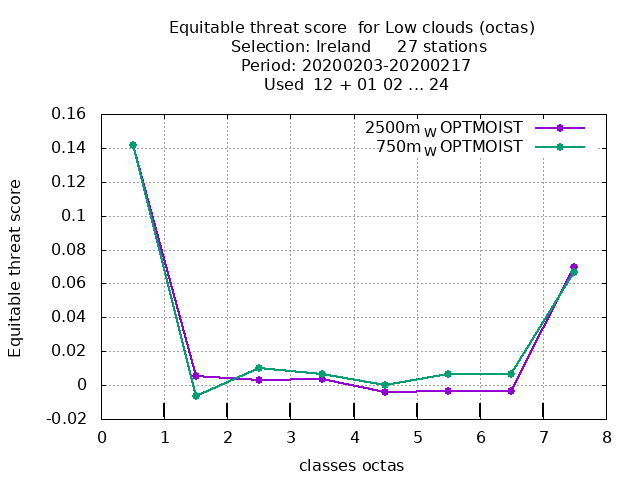 Equitable threat score  for Low clouds (octas)
Selection: Ireland     27 stations
Period: 20200203-20200217
Used  12 + 01 02 ... 24
2500m W OPTMOIST
750m W OPTMOIST
Equitable threat score
0.16
0.14
0.12
0.1
0.08
0.06
0.04
0.02
0
-0.02
0 1 2 3 4 5 6 7 8
classes octas